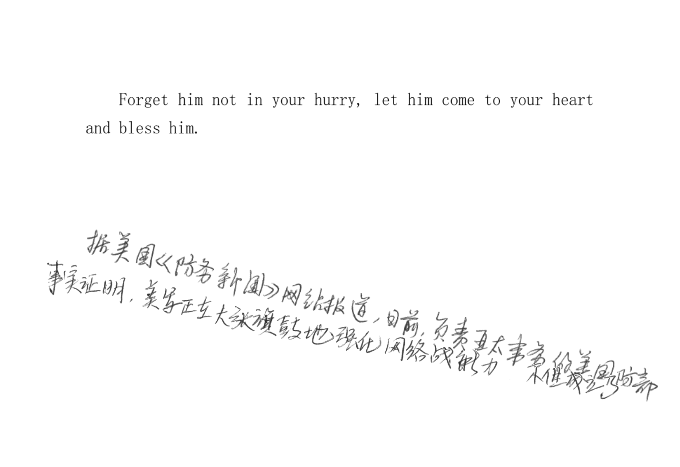 Forget him not in your hurry, let him come to your heart
and bless him.
据美国《防务新闻》网站报道,日前,负责亚太事务的美国防部
事实证明,美军正在大张旗鼓地强化网络战能力